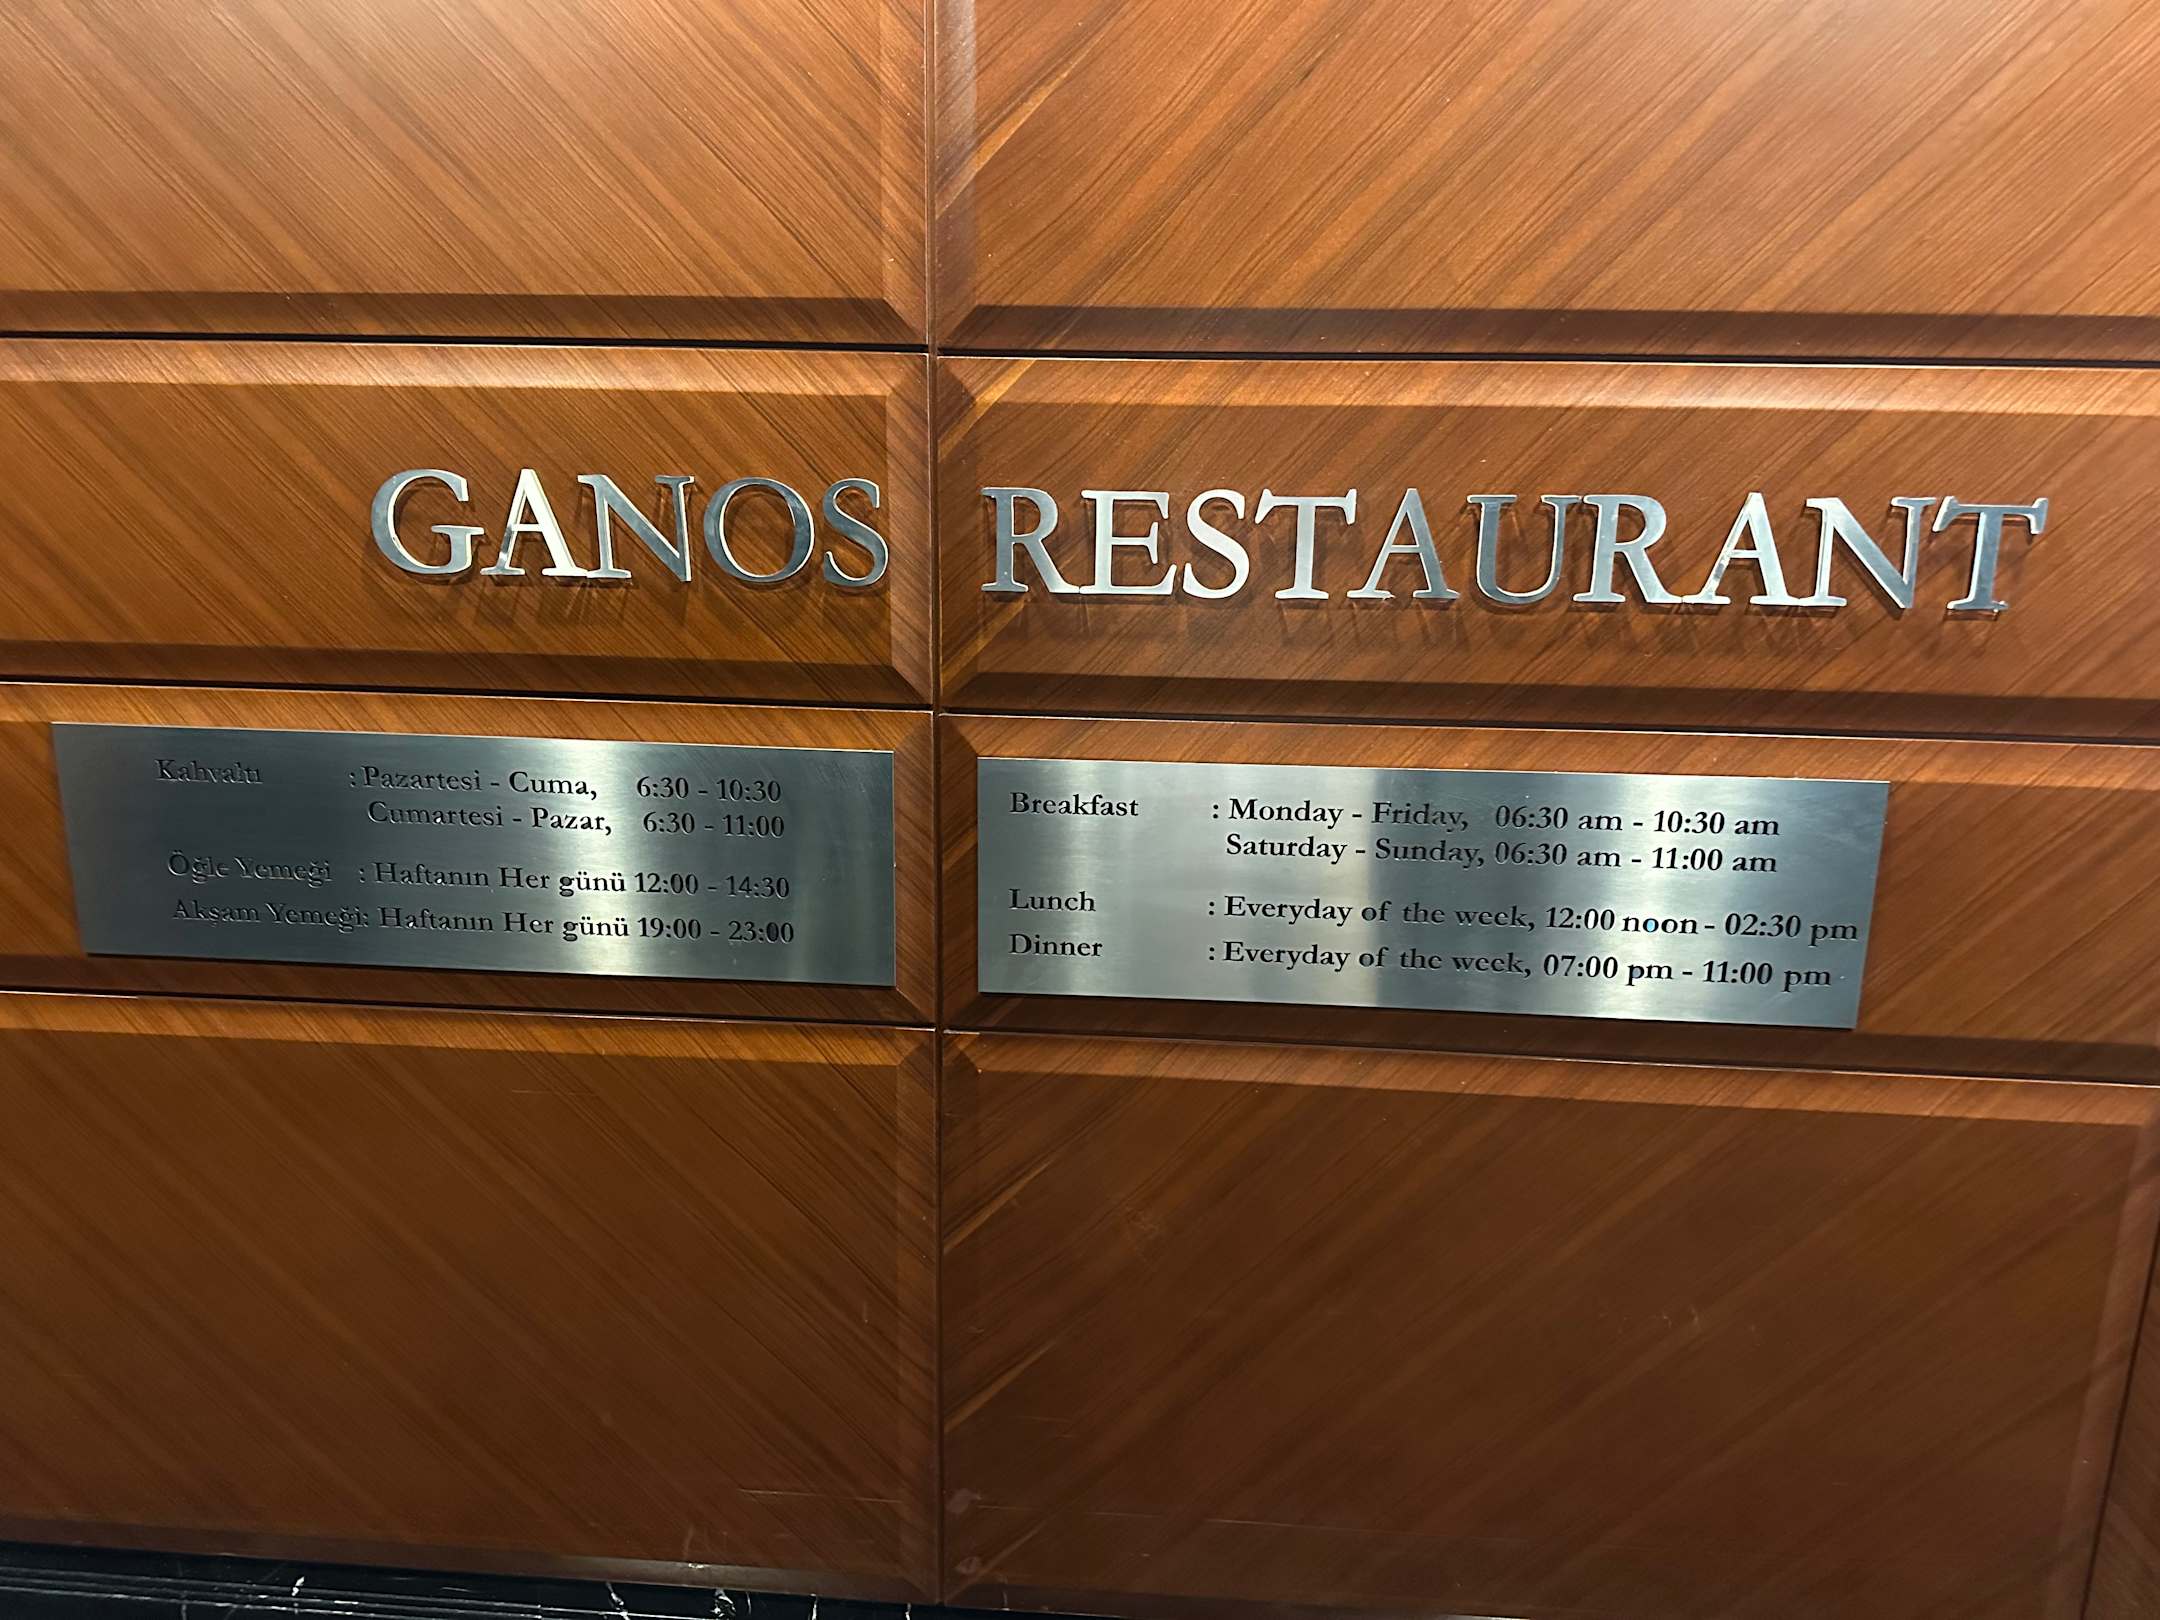 GANOS RESTAURANT
Kahvaltı : Pazartesi - Cuma, 6:30 - 10:30
Cumartesi - Pazar, 6:30 - 11:00
Öğle Yemeği : Haftanın Her günü 12:00 - 14:30
Akşam Yemeği: Haftanın Her günü 19:00 - 23:00
Breakfast : Monday - Friday, 06:30 am - 10:30 am
Saturday - Sunday, 06:30 am - 11:00 am
Lunch : Everyday of the week, 12:00 noon - 02:30 pm
Dinner : Everyday of the week, 07:00 pm - 11:00 pm